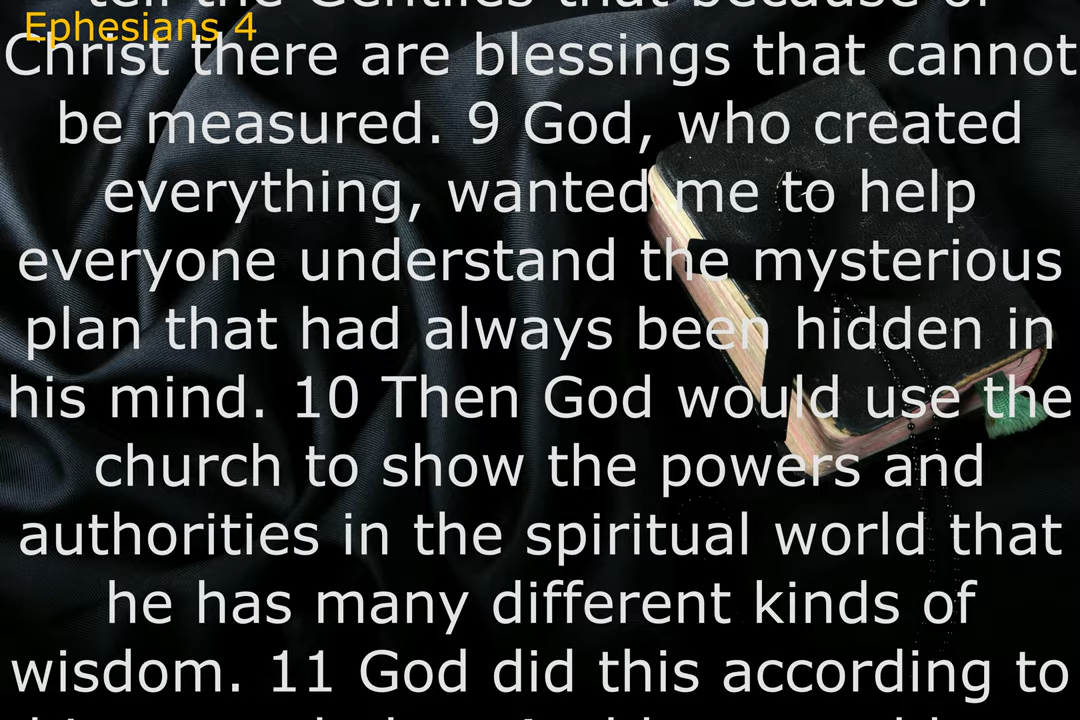 tell the Gentiles that because of
Ephesians 4
Christ there are blessings that cannot
be measured. 9 God, who created
everything, wanted me to help
everyone understand the mysterious
plan that had always been hidden in
his mind. 10 Then God would use the
church to show the powers and
authorities in the spiritual world that
he has many different kinds of
wisdom. 11 God did this according to